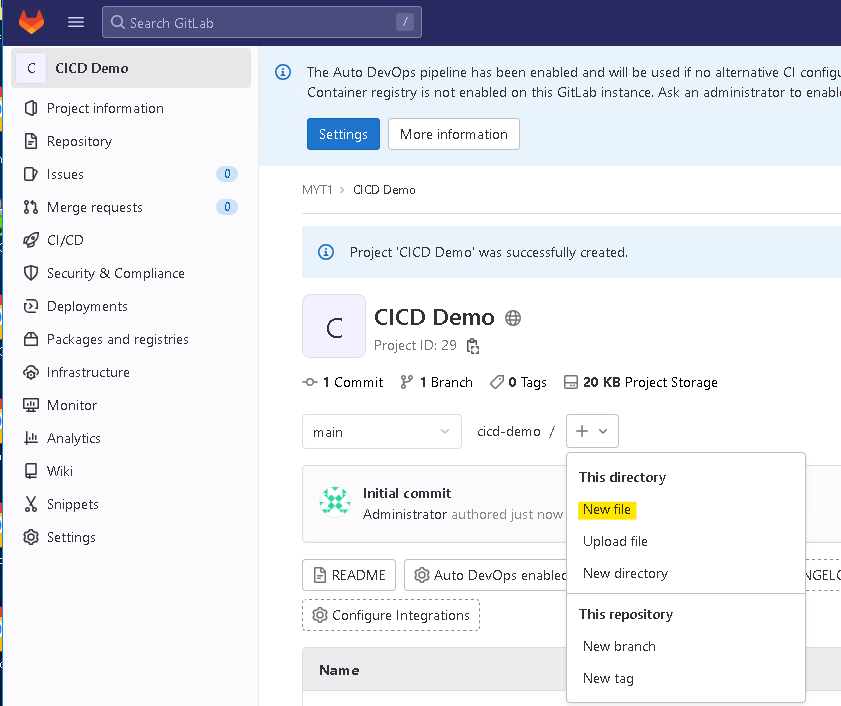 Search GitLab /
C CICD Demo
Project information
Repository
Issues 0
Merge requests 0
CI/CD
Security & Compliance
Deployments
Packages and registries
Infrastructure
Monitor
Analytics
Wiki
Snippets
Settings
The Auto DevOps pipeline has been enabled and will be used if no alternative CI configu
Container registry is not enabled on this GitLab instance. Ask an administrator to enabl
Settings More information
MYT1 > CICD Demo
Project 'CICD Demo' was successfully created.
C
CICD Demo
Project ID: 29
1 Commit 1 Branch 0 Tags 20 KB Project Storage
main cicd-demo / +
This directory
New file
Upload file
New directory
This repository
New branch
New tag
Initial commit
Administrator authored just now
README Auto DevOps enabled NGELO
Configure Integrations
Name